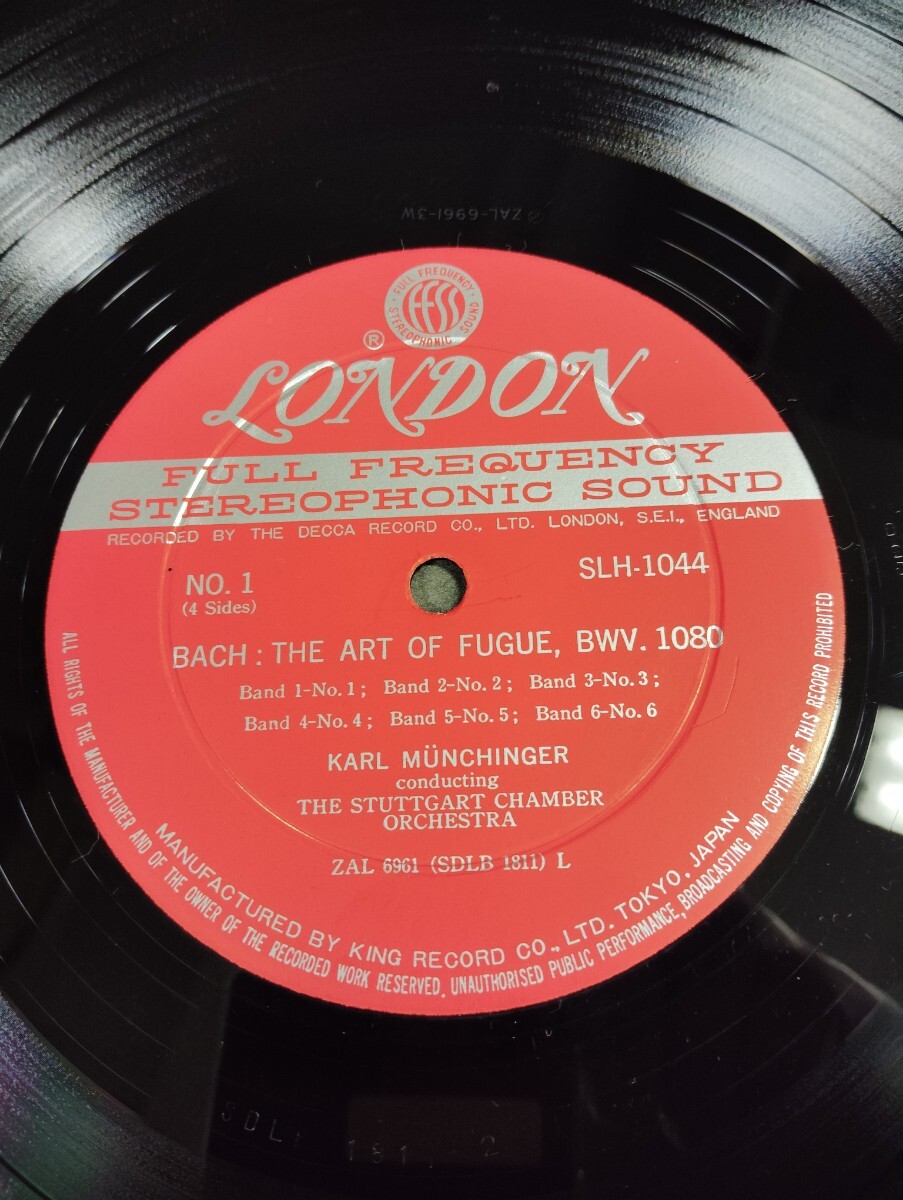 ZAL-6961-3W
FULL FREQUENCY
STEREOPHONIC SOUND
FFSS
®
LONDON
FULL FREQUENCY
STEREOPHONIC SOUND
RECORDED BY THE DECCA RECORD CO., LTD. LONDON, S.E.I., ENGLAND
NO. 1
(4 Sides)
SLH-1044
BACH : THE ART OF FUGUE, BWV. 1080
Band 1-No. 1 ; Band 2-No. 2 ; Band 3-No. 3 ;
Band 4-No. 4 ; Band 5-No. 5 ; Band 6-No. 6
KARL MÜNCHINGER
conducting
THE STUTTGART CHAMBER
ORCHESTRA
ZAL 6961 (SDLB 1811) L
MANUFACTURED BY KING RECORD CO., LTD. TOKYO, JAPAN
ALL RIGHTS OF THE MANUFACTURER AND OF THE OWNER OF THE RECORDED WORK RESERVED. UNAUTHORISED PUBLIC PERFORMANCE, BROADCASTING AND COPYING OF THIS RECORD PROHIBITED